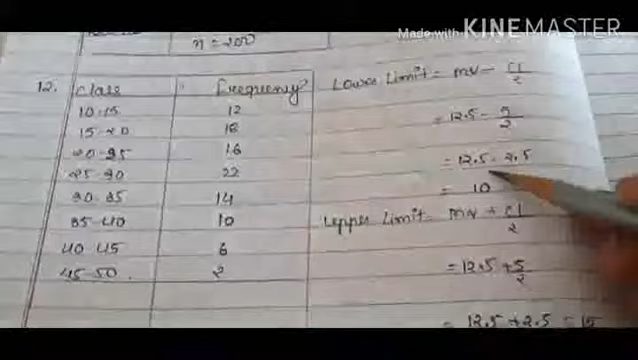 Made with KINEMASTER
n = 200
12. Class Frequency
10-15 12
15-20 18
20-25 16
25-30 22
30-35 14
35-40 10
40-45 6
45-50 2
Lower Limit = mv - CI/2
= 12.5 - 5/2
= 12.5 - 2.5
= 10
Upper Limit = mv + CI/2
= 12.5 + 5/2
= 12.5 + 2.5 = 15